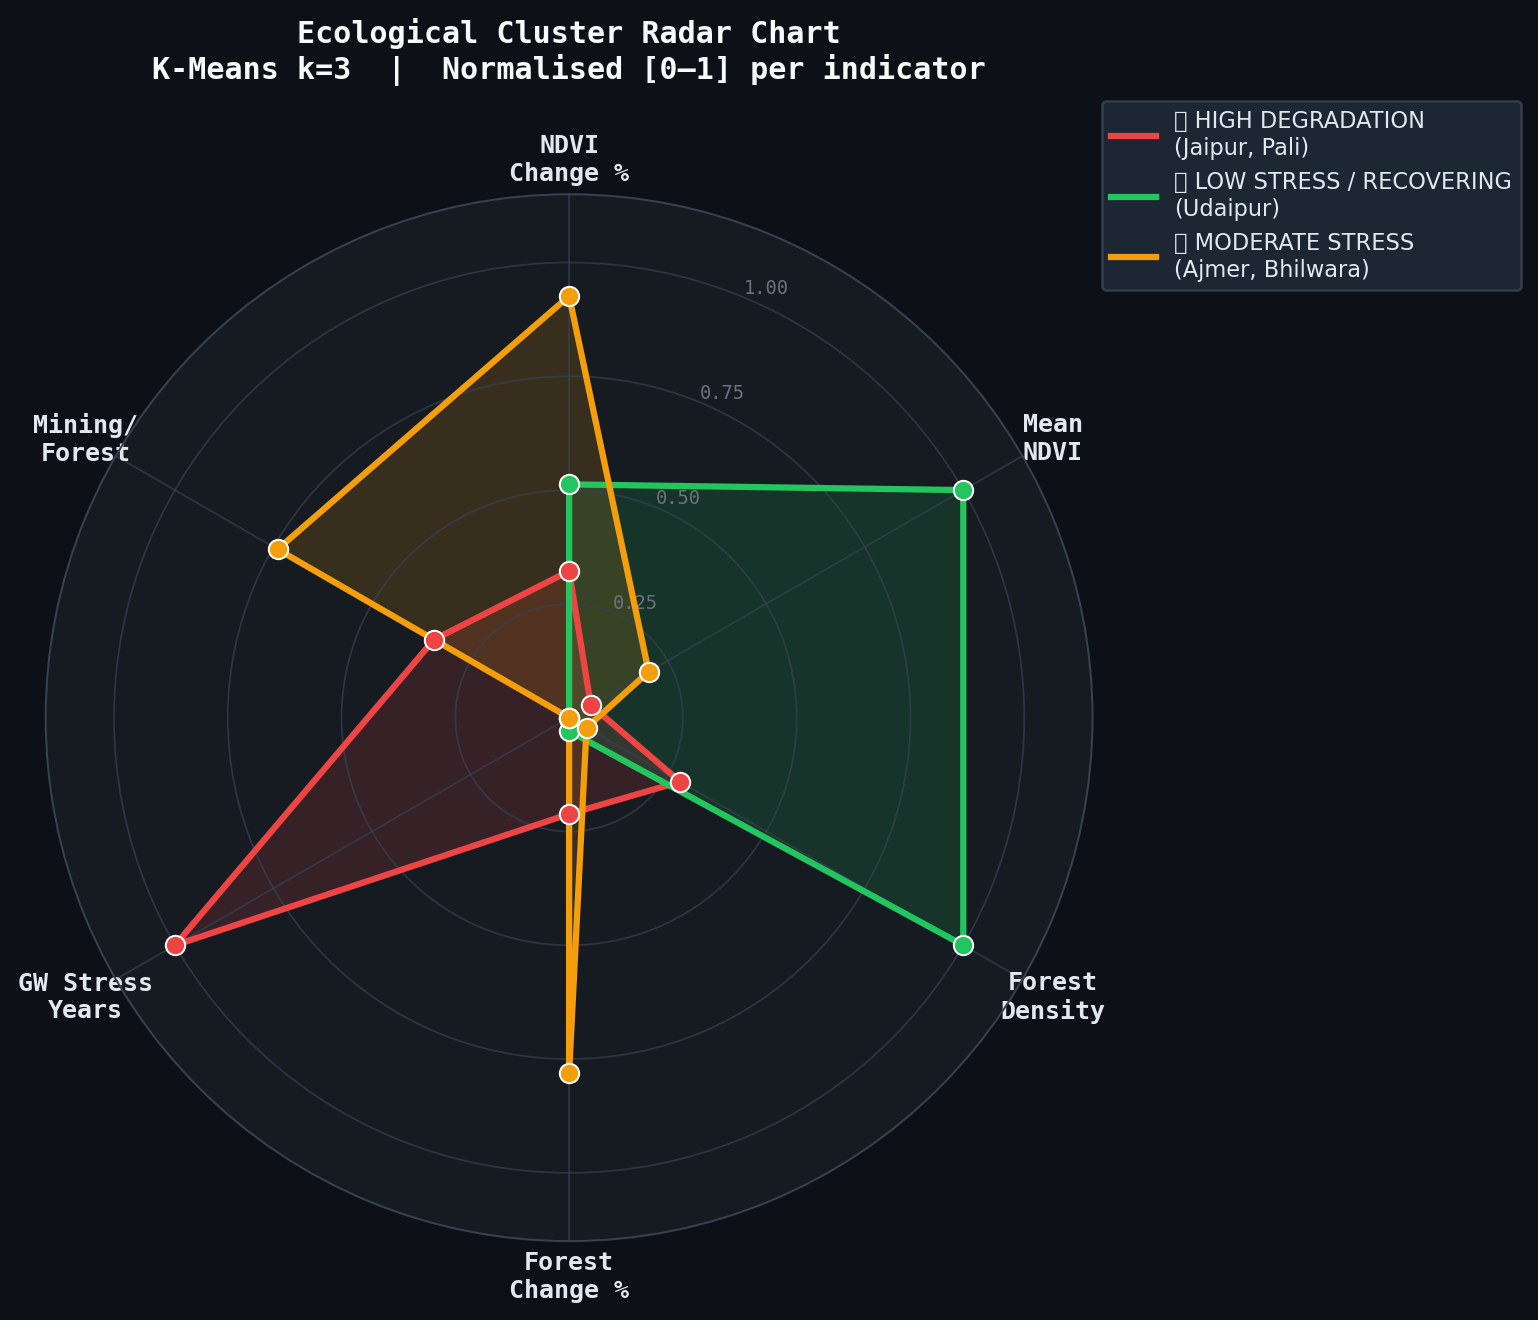 Ecological Cluster Radar Chart
K-Means k=3 | Normalised [0–1] per indicator
HIGH DEGRADATION
(Jaipur, Pali)
LOW STRESS / RECOVERING
(Udaipur)
MODERATE STRESS
(Ajmer, Bhilwara)
NDVI
Change %
1.00
0.75
0.50
0.25
Mining/
Forest
Mean
NDVI
GW Stress
Years
Forest
Density
Forest
Change %